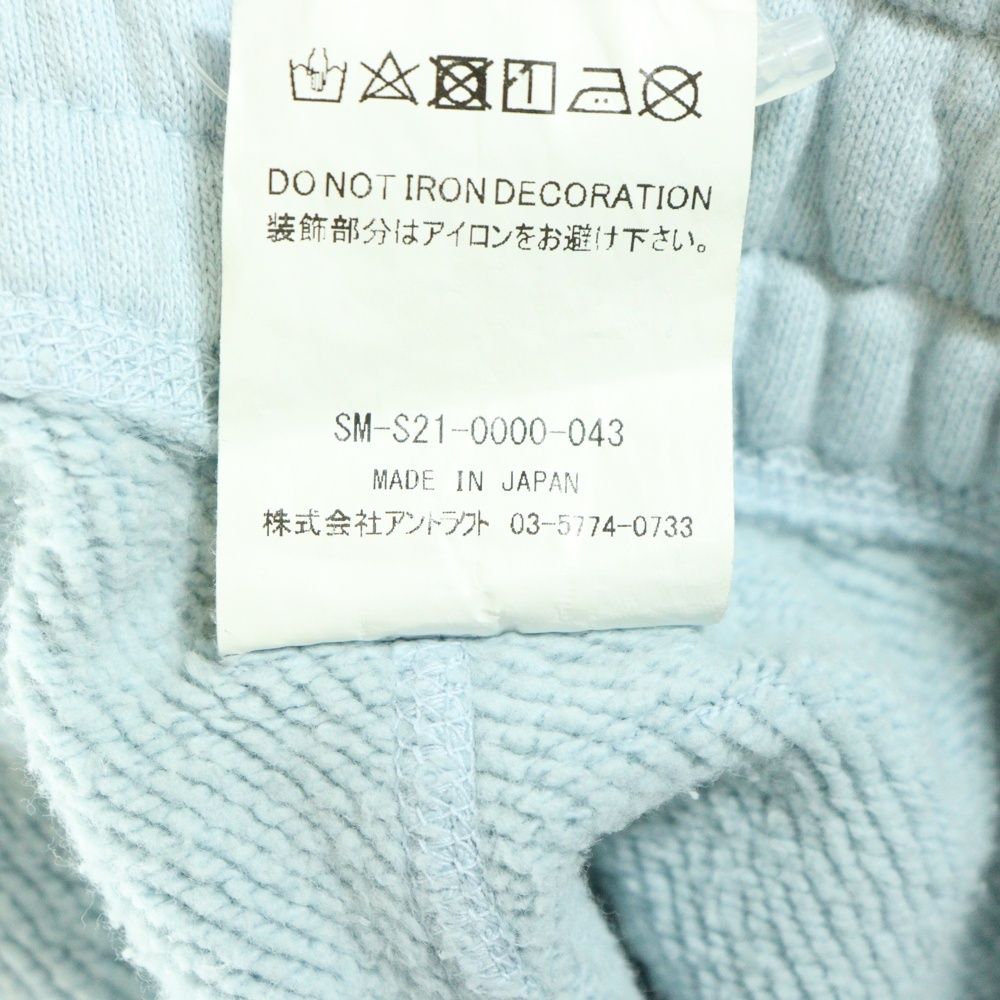 DO NOT IRON DECORATION
装飾部分はアイロンをお避け下さい。
SM-S21-0000-043
MADE IN JAPAN
株式会社アントラクト 03-5774-0733